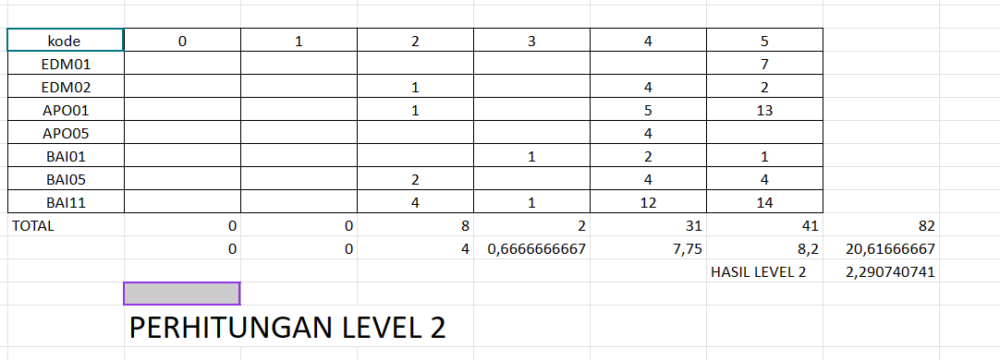 kode 0 1 2 3 4 5
EDM01 7
EDM02 1 4 2
APO01 1 5 13
APO05 4
BAI01 1 2 1
BAI05 2 4 4
BAI11 4 1 12 14
TOTAL 0 0 8 2 31 41 82
0 0 4 0,6666666667 7,75 8,2 20,61666667
HASIL LEVEL 2 2,290740741
PERHITUNGAN LEVEL 2